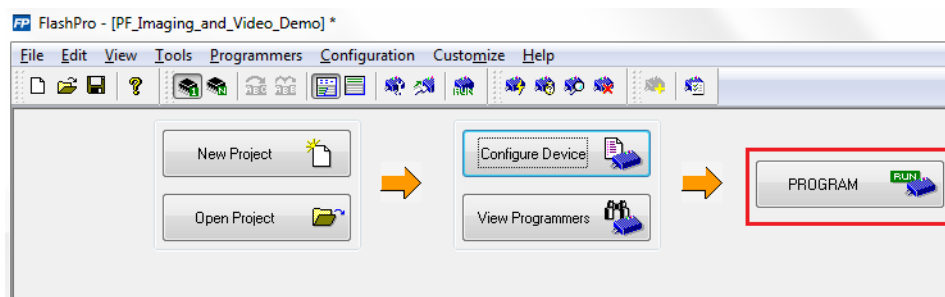 FP FlashPro - [PF_Imaging_and_Video_Demo] *
File Edit View Tools Programmers Configuration Customize Help
New Project
Configure Device
PROGRAM
RUN
Open Project
View Programmers